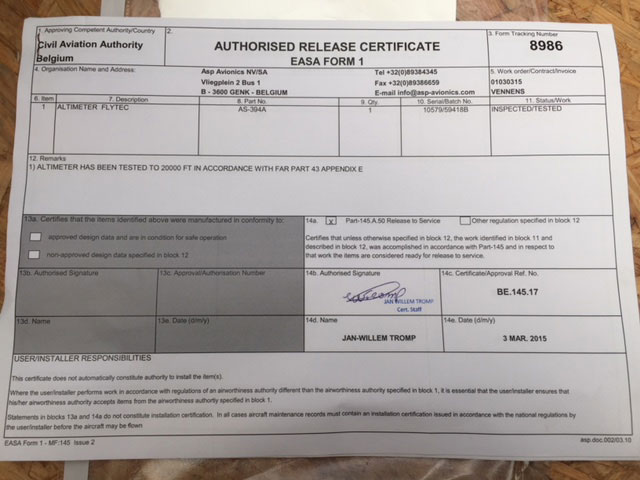 1. Approving Competent Authority/Country
Civil Aviation Authority
Belgium
2.
AUTHORISED RELEASE CERTIFICATE
EASA FORM 1
3. Form Tracking Number
8986
4. Organisation Name and Address:
Asp Avionics NV/SA
Vliegplein 2 Bus 1
B - 3600 GENK - BELGIUM
Tel +32(0)89384345
Fax +32(0)89386659
E-mail info@asp-avionics.com
5. Work order/Contract/Invoice
01030315
VENNENS
6. Item
7. Description
8. Part No.
9. Qty.
10. Serial/Batch No.
11. Status/Work
1
ALTIMETER FLYTEC
AS-394A
1
10579/59418B
INSPECTED/TESTED
12. Remarks
1) ALTIMETER HAS BEEN TESTED TO 20000 FT IN ACCORDANCE WITH FAR PART 43 APPENDIX E
13a. Certifies that the items identified above were manufactured in conformity to:
approved design data and are in condition for safe operation
non-approved design data specified in block 12
14a. x Part-145.A.50 Release to Service
Other regulation specified in block 12
Certifies that unless otherwise specified in block 12, the work identified in block 11 and
described in block 12, was accomplished in accordance with Part-145 and in respect to
that work the items are considered ready for release to service.
13b. Authorised Signature
13c. Approval/Authorisation Number
14b. Authorised Signature
JAN WILLEM TROMP
Cert. Staff
14c. Certificate/Approval Ref. No.
BE.145.17
13d. Name
13e. Date (d/m/y)
14d. Name
JAN-WILLEM TROMP
14e. Date (d/m/y)
3 MAR. 2015
USER/INSTALLER RESPONSIBILITIES
This certificate does not automatically constitute authority to install the item(s).
Where the user/installer performs work in accordance with regulations of an airworthiness authority different than the airworthiness authority specified in block 1, it is essential that the user/installer ensures that
his/her airworthiness authority accepts items from the airworthiness authority specified in block 1.
Statements in blocks 13a and 14a do not constitute installation certification. In all cases aircraft maintenance records must contain an installation certification issued in accordance with the national regulations by
the user/installer before the aircraft may be flown
EASA Form 1 - MF:145 Issue 2
asp.doc.002/03.10